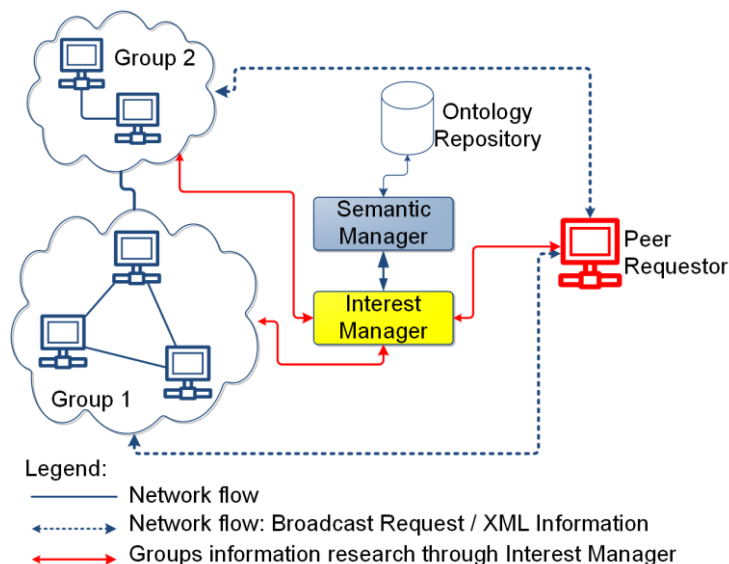 Group 2
Ontology
Repository
Semantic
Manager
Peer
Requestor
Interest
Manager
Group 1
Legend:
Network flow
Network flow: Broadcast Request / XML Information
Groups information research through Interest Manager